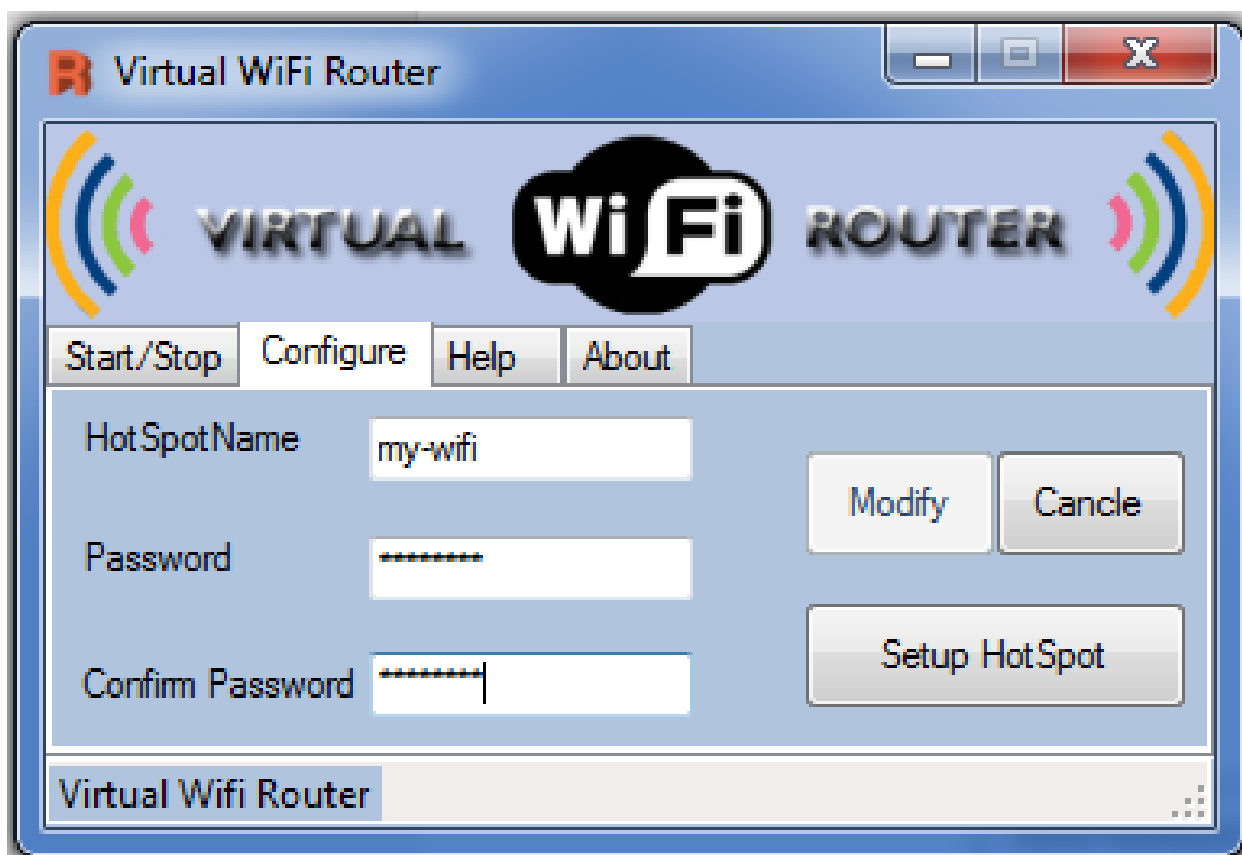 Virtual WiFi Router
VIRTUAL WiFi ROUTER
Start/Stop Configure Help About
HotSpotName my-wifi
Modify Cancle
Password ********
Setup HotSpot
Confirm Password ********
Virtual Wifi Router